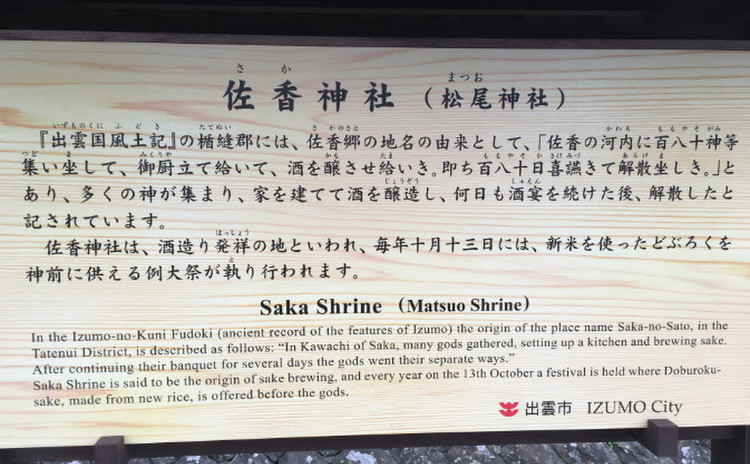 佐香神社（松尾神社）
『出雲国風土記』の楯縫郡には、佐香郷の地名の由来として、「佐香の河内に百八十神等
集い坐して、御厨立て給いて、酒を醸させ給いき。即ち百八十日喜讌きて解散坐しき。」と
あり、多くの神が集まり、家を建てて酒を醸造し、何日も酒宴を続けた後、解散したと
記されています。
佐香神社は、酒造り発祥の地といわれ、毎年十月十三日には、新米を使ったどぶろくを
神前に供える例大祭が執り行われます。
Saka Shrine （Matsuo Shrine）
In the Izumo-no-Kuni Fudoki (ancient record of the features of Izumo) the origin of the place name Saka-no-Sato, in the
Tatenui District, is described as follows: “In Kawachi of Saka, many gods gathered, setting up a kitchen and brewing sake.
After continuing their banquet for several days the gods went their separate ways.”
Saka Shrine is said to be the origin of sake brewing, and every year on the 13th October a festival is held where Doburoku-
sake, made from new rice, is offered before the gods.
出雲市 IZUMO City